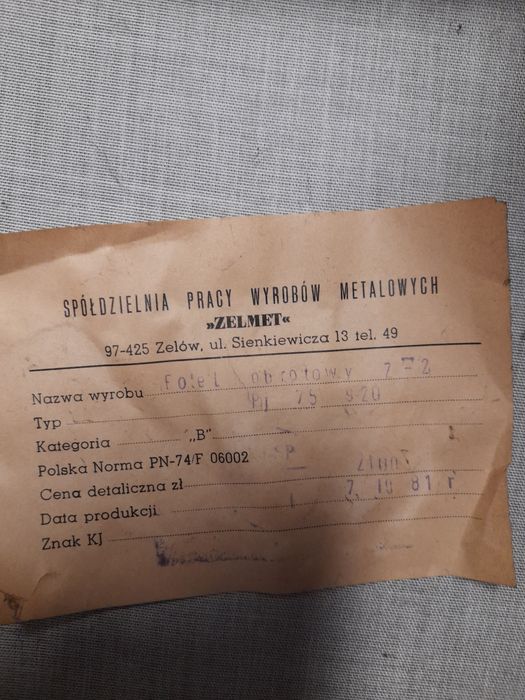 SPÓŁDZIELNIA PRACY WYROBÓW METALOWYCH
»ZELMET«
97-425 Zelów, ul. Sienkiewicza 13 tel. 49
Nazwa wyrobu Fotel obrotowy
Typ
Kategoria „B"
Polska Norma PN-74/F 06002
Cena detaliczna zł
Data produkcji 81 r
Znak KJ